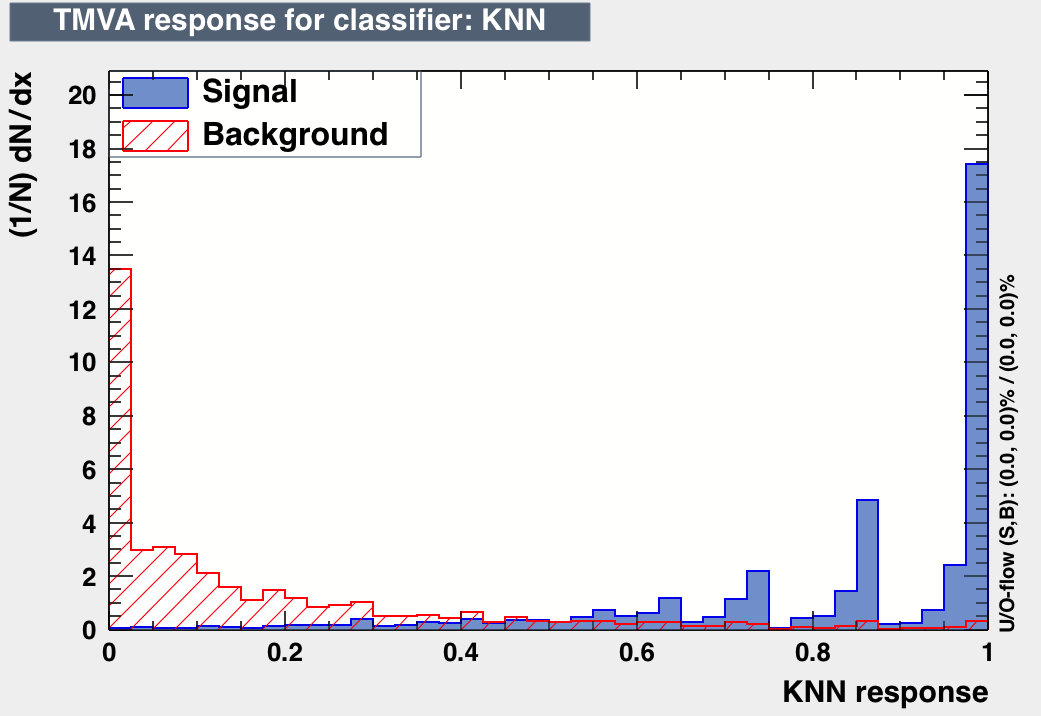 TMVA response for classifier: KNN
(1/N) dN/dx
Signal
Background
20
18
16
14
12
10
8
6
4
2
0
0 0.2 0.4 0.6 0.8 1
KNN response
U/O-flow (S,B): (0.0, 0.0)% / (0.0, 0.0)%